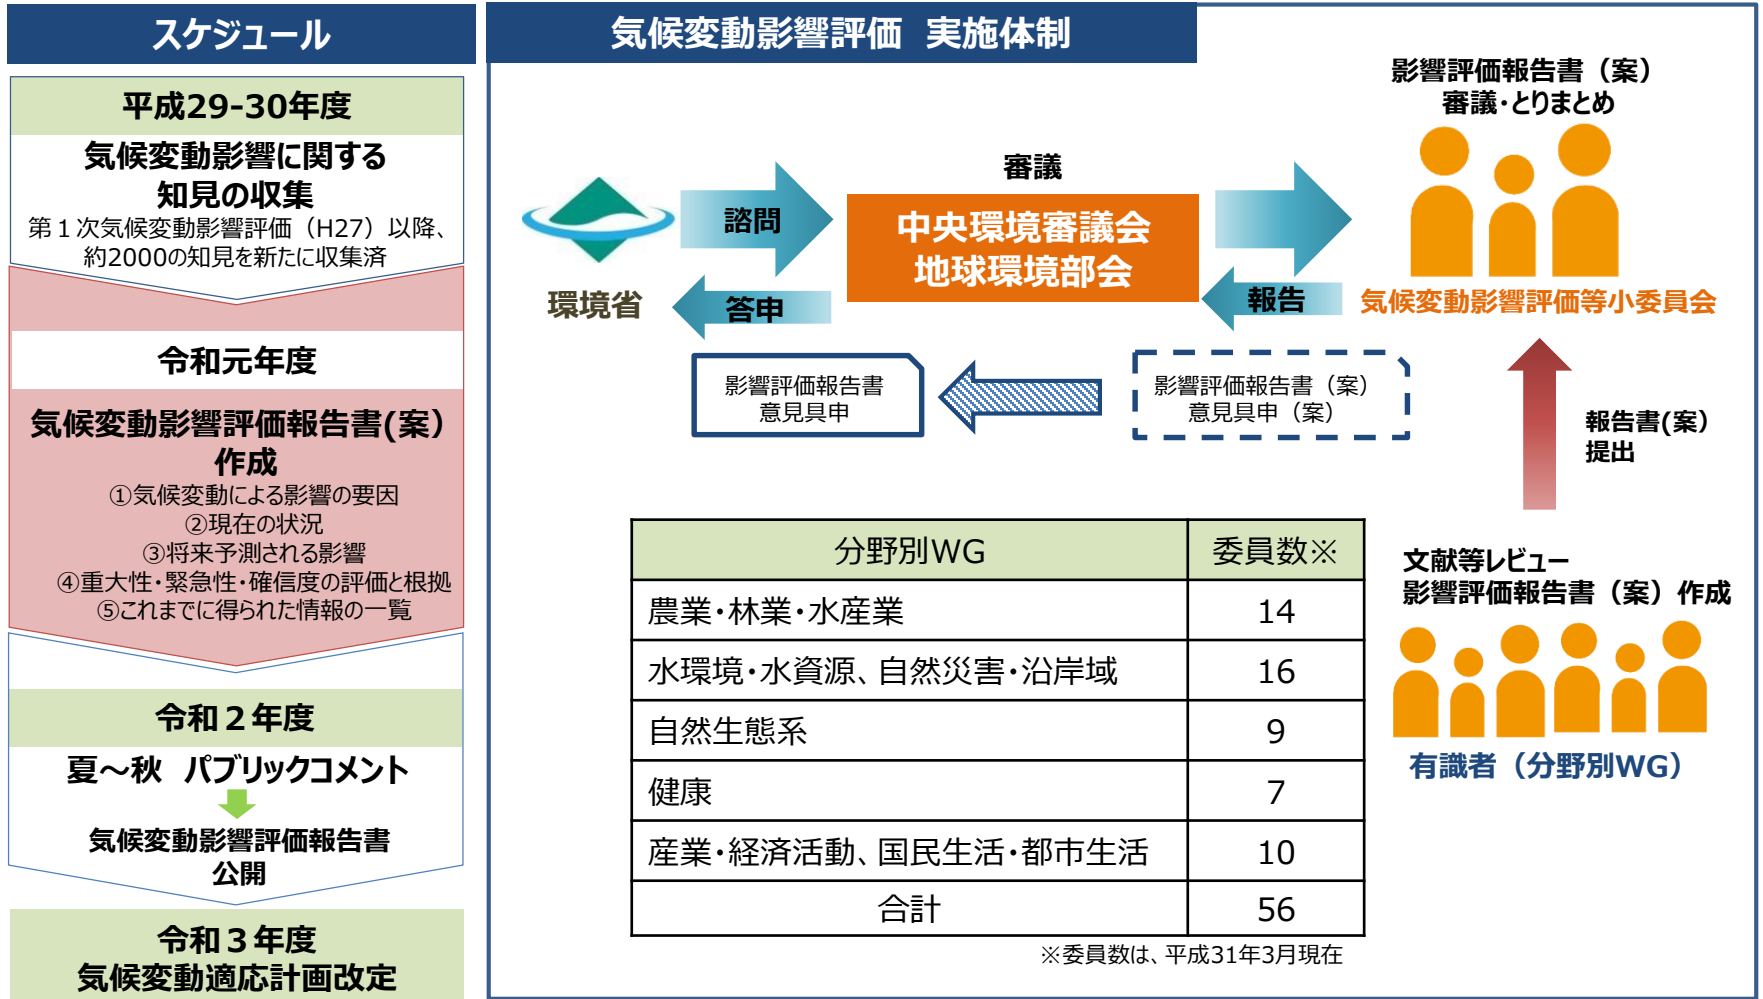 スケジュール
平成29-30年度
気候変動影響に関する
知見の収集
第１次気候変動影響評価（H27）以降、
約2000の知見を新たに収集済
令和元年度
気候変動影響評価報告書(案）
作成
①気候変動による影響の要因
②現在の状況
③将来予測される影響
④重大性・緊急性・確信度の評価と根拠
⑤これまでに得られた情報の一覧
令和２年度
夏～秋 パブリックコメント
気候変動影響評価報告書
公開
令和３年度
気候変動適応計画改定
気候変動影響評価 実施体制
影響評価報告書（案）
審議・とりまとめ
審議
諮問
中央環境審議会
地球環境部会
環境省
答申
報告
気候変動影響評価等小委員会
影響評価報告書
意見具申
影響評価報告書（案）
意見具申（案）
報告書(案）
提出
分野別WG 委員数※
農業・林業・水産業 14
水環境・水資源、自然災害・沿岸域 16
自然生態系 9
健康 7
産業・経済活動、国民生活・都市生活 10
合計 56
※委員数は、平成31年3月現在
文献等レビュー
影響評価報告書（案）作成
有識者（分野別WG）